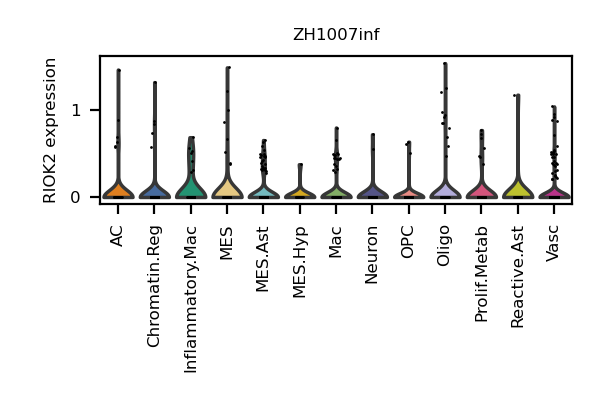 ZH1007inf
RIOK2 expression
1
0
AC
Chromatin.Reg
Inflammatory.Mac
MES
MES.Ast
MES.Hyp
Mac
Neuron
OPC
Oligo
Prolif.Metab
Reactive.Ast
Vasc